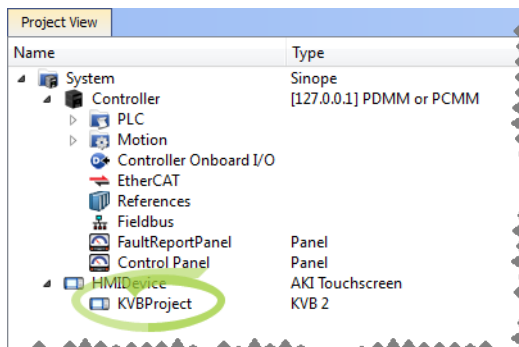 Project View
Name Type
System Sinope
Controller [127.0.0.1] PDMM or PCMM
PLC
Motion
Controller Onboard I/O
EtherCAT
References
Fieldbus
FaultReportPanel Panel
Control Panel Panel
HMIDevice AKI Touchscreen
KVBProject KVB 2